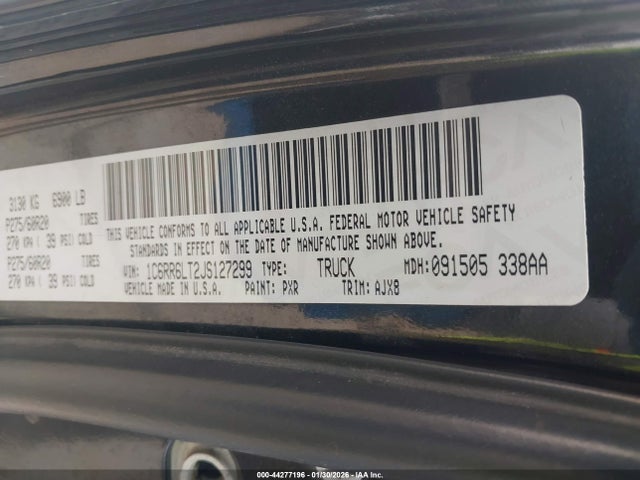 3130 KG 6900 LB
P275/60R20 TIRES
270 KPA ( 39 PSI) COLD
P275/60R20 TIRES
270 KPA ( 39 PSI) COLD
THIS VEHICLE CONFORMS TO ALL APPLICABLE U.S.A. FEDERAL MOTOR VEHICLE SAFETY
STANDARDS IN EFFECT ON THE DATE OF MANUFACTURE SHOWN ABOVE.
VIN: 1C6RR6LT2JS127299 TYPE: TRUCK MDH: 091505 338AA
VEHICLE MADE IN U.S.A. PAINT: PXR TRIM: AJX8
© 44277196 - 01/30/2026 - IAA Inc.